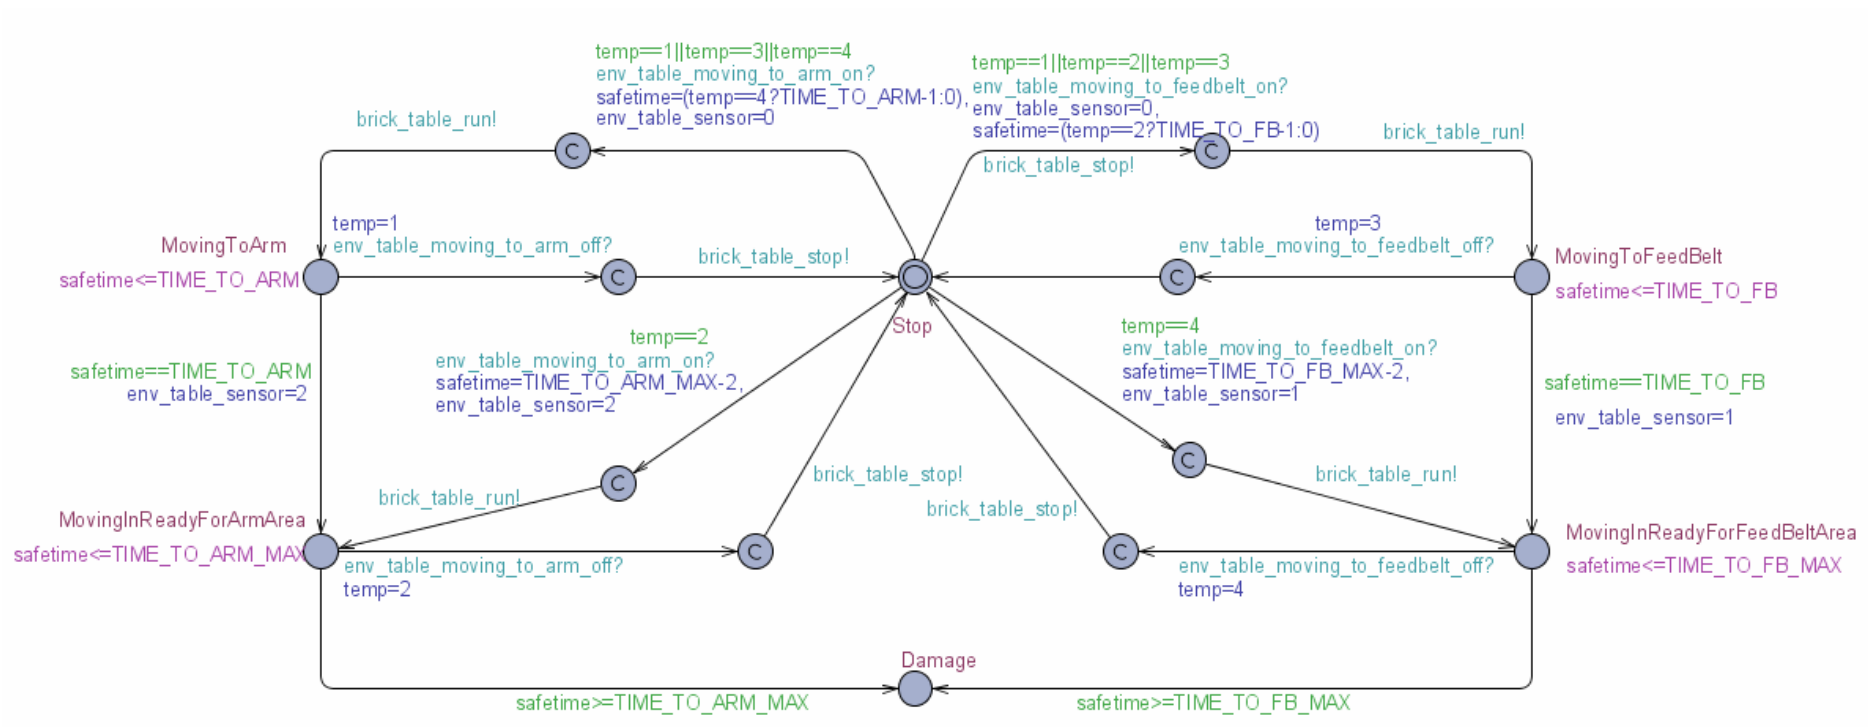 temp==1||temp==3||temp==4
env_table_moving_to_arm_on?
safetime=(temp==4?TIME_TO_ARM-1:0),
env_table_sensor=0
temp==1||temp==2||temp==3
env_table_moving_to_feedbelt_on?
env_table_sensor=0,
safetime=(temp==2?TIME_TO_FB-1:0)
brick_table_run!
brick_table_run!
C
C
brick_table_stop!
temp=1
env_table_moving_to_arm_off?
MovingToArm
safetime<=TIME_TO_ARM
C
brick_table_stop!
Stop
temp=3
env_table_moving_to_feedbelt_off?
C
MovingToFeedBelt
safetime<=TIME_TO_FB
safetime==TIME_TO_ARM
env_table_sensor=2
temp==2
env_table_moving_to_arm_on?
safetime=TIME_TO_ARM_MAX-2,
env_table_sensor=2
temp==4
env_table_moving_to_feedbelt_on?
safetime=TIME_TO_FB_MAX-2,
env_table_sensor=1
safetime==TIME_TO_FB
env_table_sensor=1
C
C
brick_table_run!
brick_table_stop!
brick_table_stop!
brick_table_run!
MovingInReadyForArmArea
safetime<=TIME_TO_ARM_MAX
C
env_table_moving_to_arm_off?
temp=2
C
env_table_moving_to_feedbelt_off?
temp=4
MovingInReadyForFeedBeltArea
safetime<=TIME_TO_FB_MAX
Damage
safetime>=TIME_TO_ARM_MAX
safetime>=TIME_TO_FB_MAX